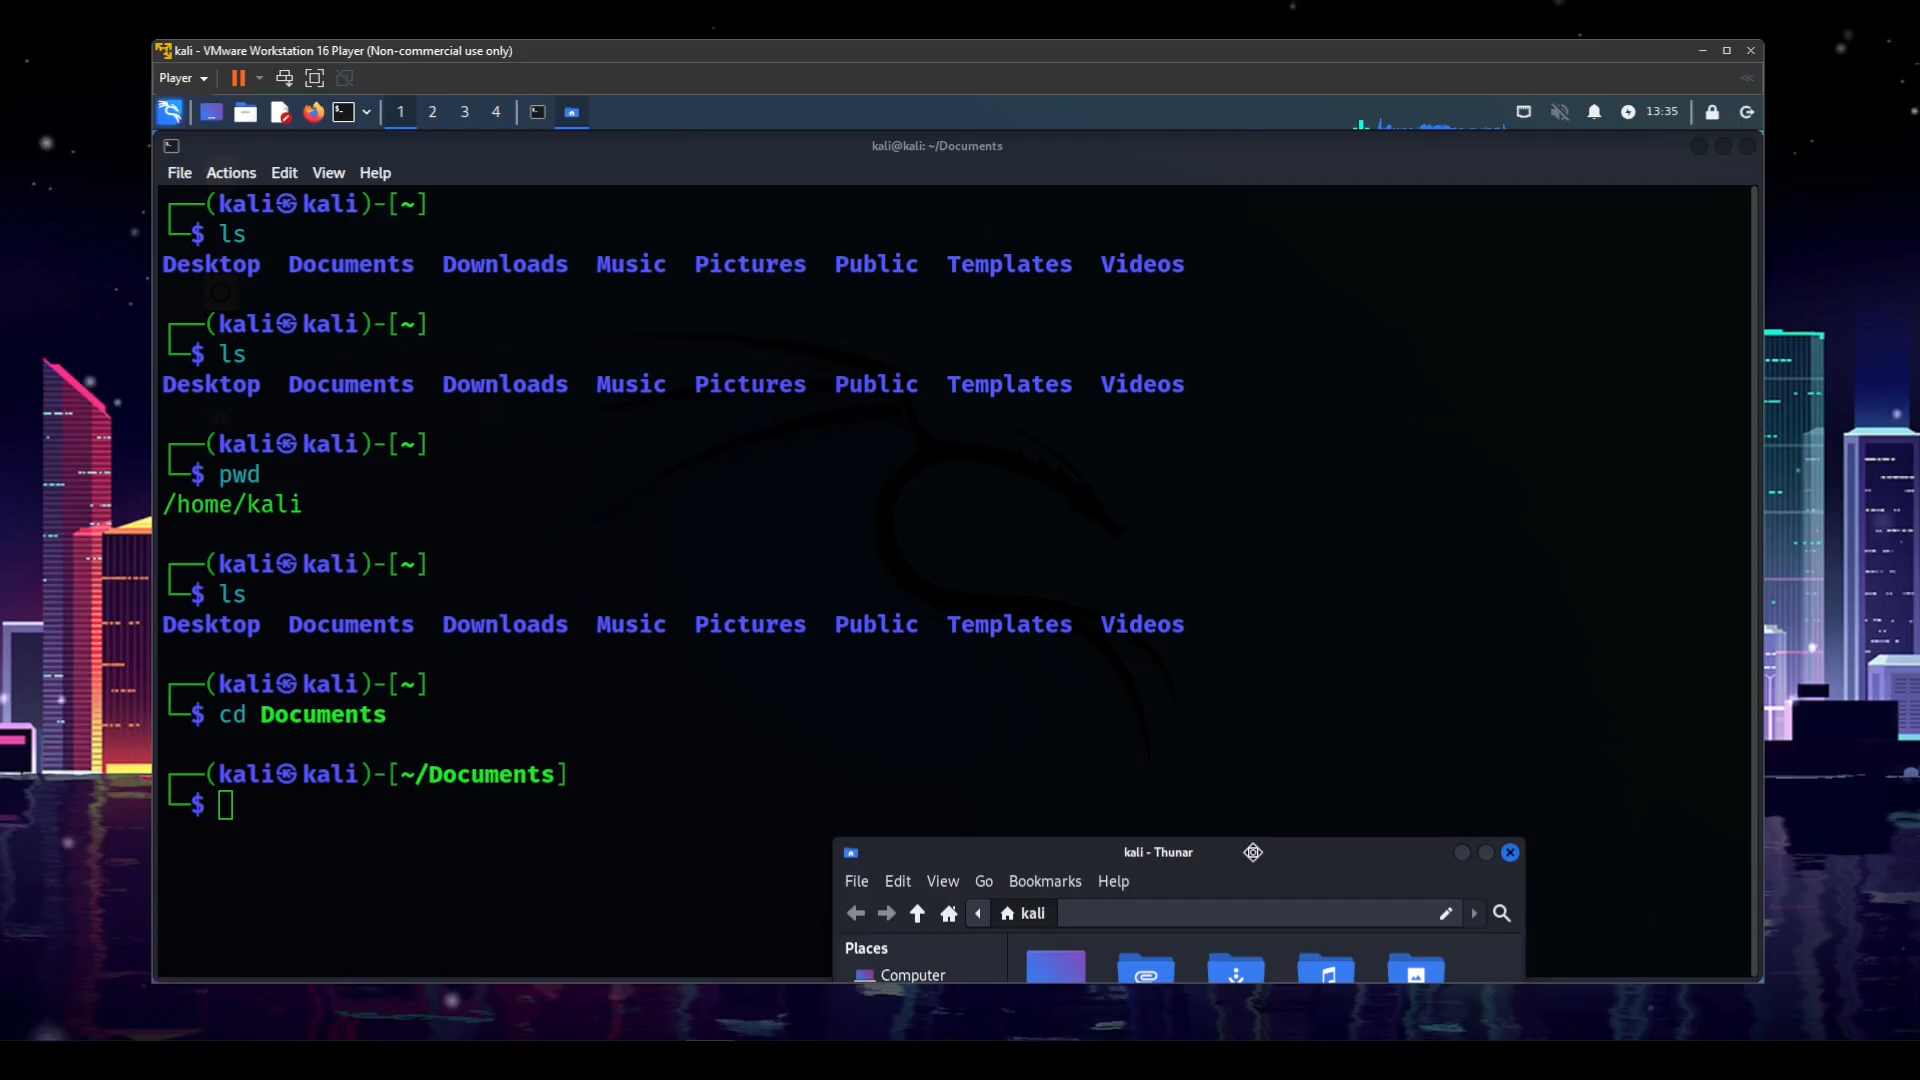 kali - VMware Workstation 16 Player (Non-commercial use only)
Player
1 2 3 4 13:35
kali@kali: ~/Documents
File Actions Edit View Help
┌──(kali㉿kali)-[~]
└─$ ls
Desktop Documents Downloads Music Pictures Public Templates Videos
┌──(kali㉿kali)-[~]
└─$ ls
Desktop Documents Downloads Music Pictures Public Templates Videos
┌──(kali㉿kali)-[~]
└─$ pwd
/home/kali
┌──(kali㉿kali)-[~]
└─$ ls
Desktop Documents Downloads Music Pictures Public Templates Videos
┌──(kali㉿kali)-[~]
└─$ cd Documents
┌──(kali㉿kali)-[~/Documents]
└─$
kali - Thunar
File Edit View Go Bookmarks Help
kali
Places
Computer